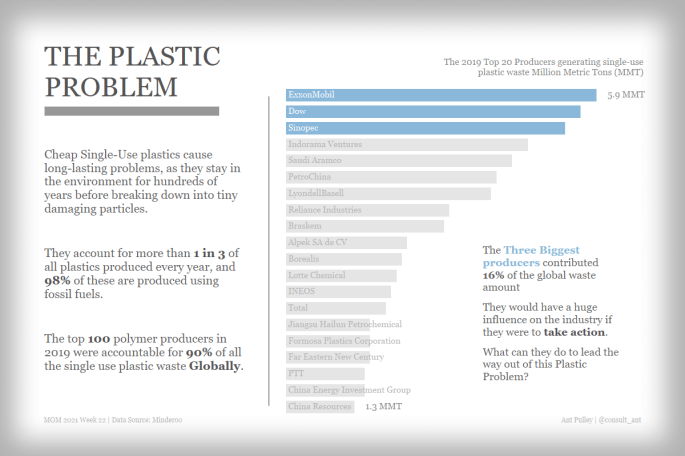 THE PLASTIC
PROBLEM
Cheap Single-Use plastics cause
long-lasting problems, as they stay in
the environment for hundreds of
years before breaking down into tiny
damaging particles.
They account for more than 1 in 3 of
all plastics produced every year, and
98% of these are produced using
fossil fuels.
The top 100 polymer producers in
2019 were accountable for 90% of all
the single use plastic waste Globally.
The 2019 Top 20 Producers generating single-use
plastic waste Million Metric Tons (MMT)
ExxonMobil 5.9 MMT
Dow
Sinopec
Indorama Ventures
Saudi Aramco
PetroChina
LyondellBasell
Reliance Industries
Braskem
Alpek SA de CV
Borealis
Lotte Chemical
INEOS
Total
Jiangsu Hailun Petrochemical
Formosa Plastics Corporation
Far Eastern New Century
PTT
China Energy Investment Group
China Resources 1.3 MMT
The Three Biggest
producers contributed
16% of the global waste
amount
They would have a huge
influence on the industry if
they were to take action.
What can they do to lead the
way out of this Plastic
Problem?
MOM 2021 Week 22 | Data Source: Minderoo
Ant Pulley | @consult_ant